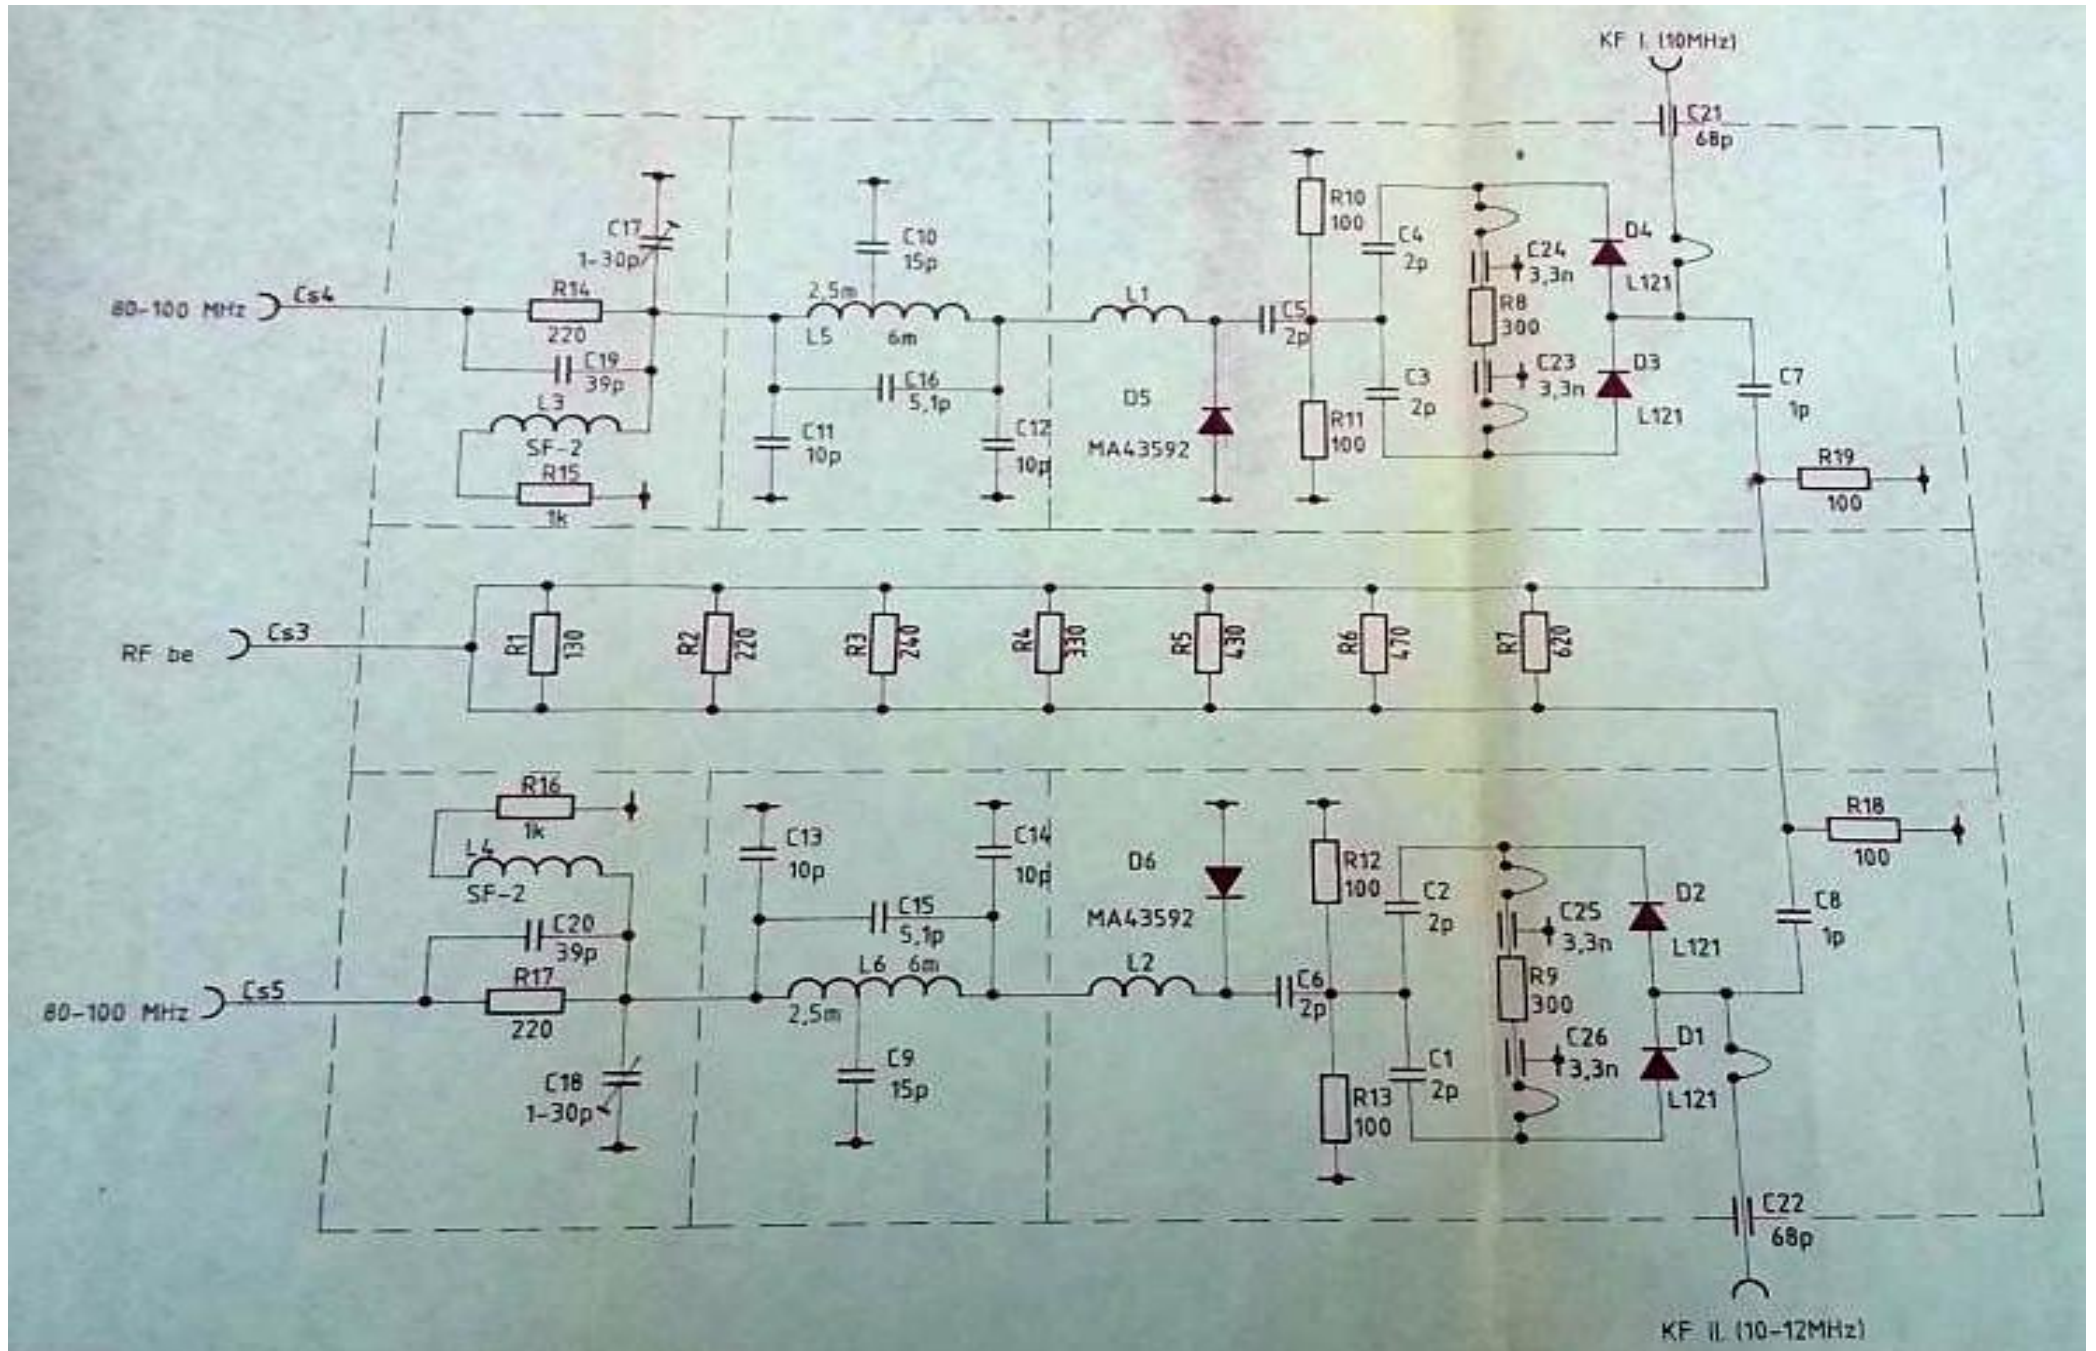 KF I. (10MHz)
C21
68p
C17
1-30p
C10
15p
R10
100
C4
2p
C24
3,3n
D4
L121
80-100 MHz
Cs4
R14
220
2,5m
L5
6m
L1
C5
2p
R8
300
C19
39p
C16
5,1p
D5
MA43592
C3
2p
C23
3,3n
D3
L121
C7
1p
L3
SF-2
C11
10p
C12
10p
R11
100
R15
1k
R19
100
RF be
Cs3
R1
130
R2
220
R3
240
R4
330
R5
430
R6
470
R7
620
R16
1k
L4
SF-2
C13
10p
C14
10p
D6
MA43592
R12
100
C2
2p
C25
3,3n
D2
L121
R18
100
C8
1p
C20
39p
C15
5,1p
80-100 MHz
Cs5
R17
220
L6
6m
2,5m
L2
C6
2p
R9
300
C18
1-30p
C9
15p
R13
100
C1
2p
C26
3,3n
D1
L121
C22
68p
KF II. (10-12MHz)